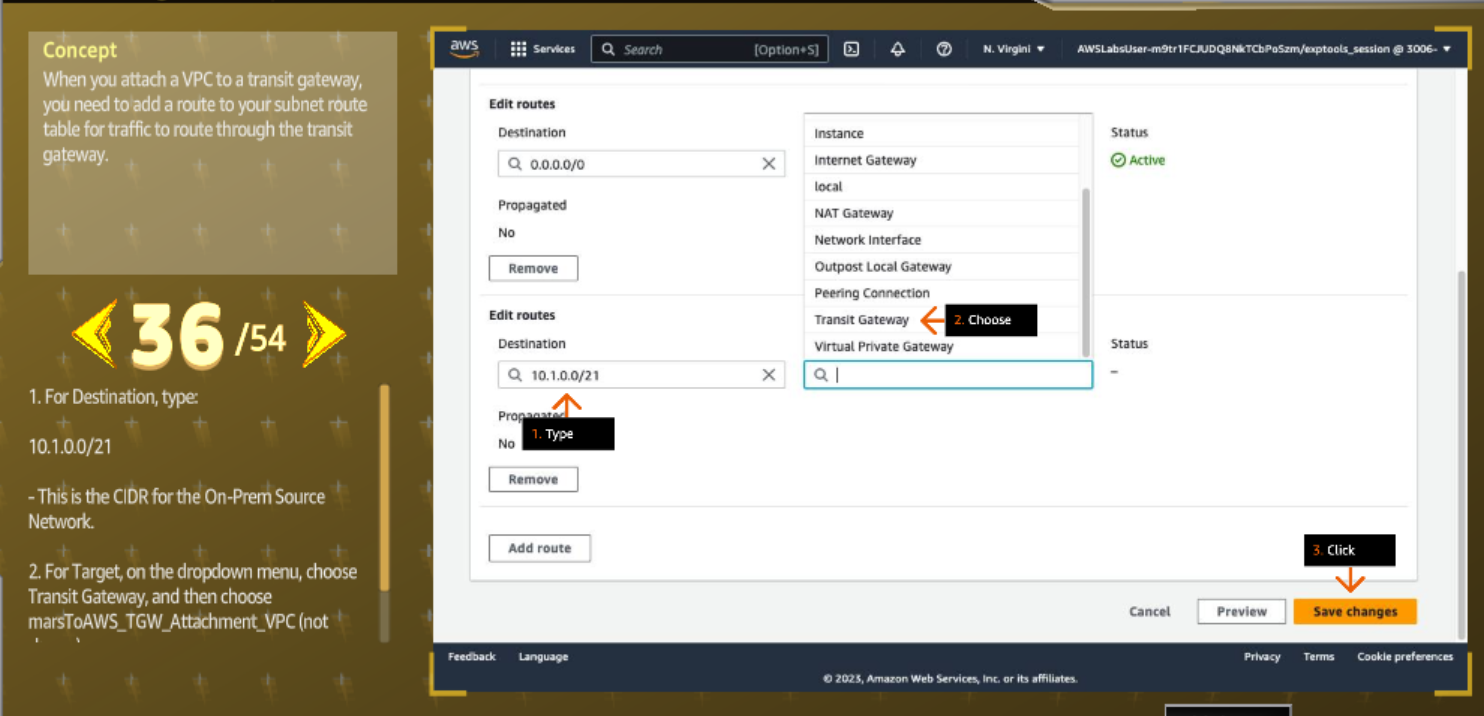 Concept
When you attach a VPC to a transit gateway,
you need to add a route to your subnet route
table for traffic to route through the transit
gateway.
36 /54
1. For Destination, type:
10.1.0.0/21
- This is the CIDR for the On-Prem Source
Network.
2. For Target, on the dropdown menu, choose
Transit Gateway, and then choose
marsToAWS_TGW_Attachment_VPC (not
aws Services Search [Option+S] N. Virgini AWSLabsUser-m9tr1FCJUDQ8NkTCbPoSzm/exptools_session @ 3006-
Edit routes
Destination
0.0.0.0/0
Propagated
No
Remove
Instance
Internet Gateway
local
NAT Gateway
Network Interface
Outpost Local Gateway
Peering Connection
Transit Gateway
2. Choose
Virtual Private Gateway
Status
Active
Edit routes
Destination
10.1.0.0/21
1. Type
Propagated
No
Remove
Status
–
Add route
3. Click
Cancel Preview Save changes
Feedback Language Privacy Terms Cookie preferences
© 2023, Amazon Web Services, Inc. or its affiliates.